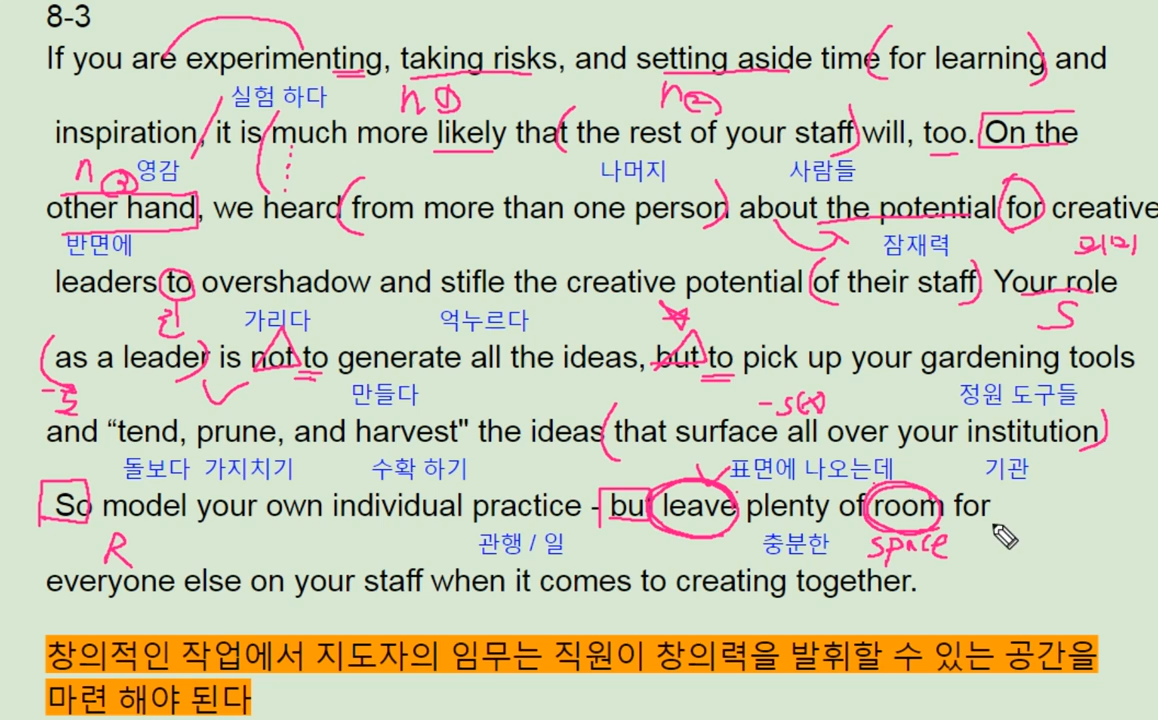 8-3
If you are experimenting, taking risks, and setting aside time for learning and
실험 하다 n① n②
inspiration, it is much more likely that the rest of your staff will, too. On the
n③ 영감 나머지 사람들
other hand, we heard from more than one person about the potential for creative
반면에 잠재력 의미
leaders to overshadow and stifle the creative potential of their staff. Your role
가리다 억누르다 S
as a leader is not to generate all the ideas, but to pick up your gardening tools
만들다 -s(x) 정원 도구들
and “tend, prune, and harvest" the ideas that surface all over your institution
돌보다 가지치기 수확 하기 표면에 나오는데 기관
So model your own individual practice - but leave plenty of room for
R 관행 / 일 충분한 space
everyone else on your staff when it comes to creating together.
창의적인 작업에서 지도자의 임무는 직원이 창의력을 발휘할 수 있는 공간을
마련 해야 된다